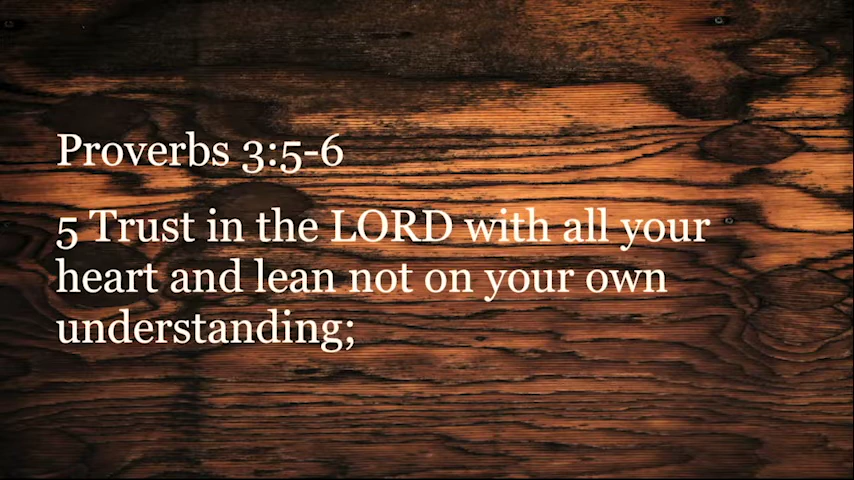 Proverbs 3:5-6
5 Trust in the LORD with all your
heart and lean not on your own
understanding;